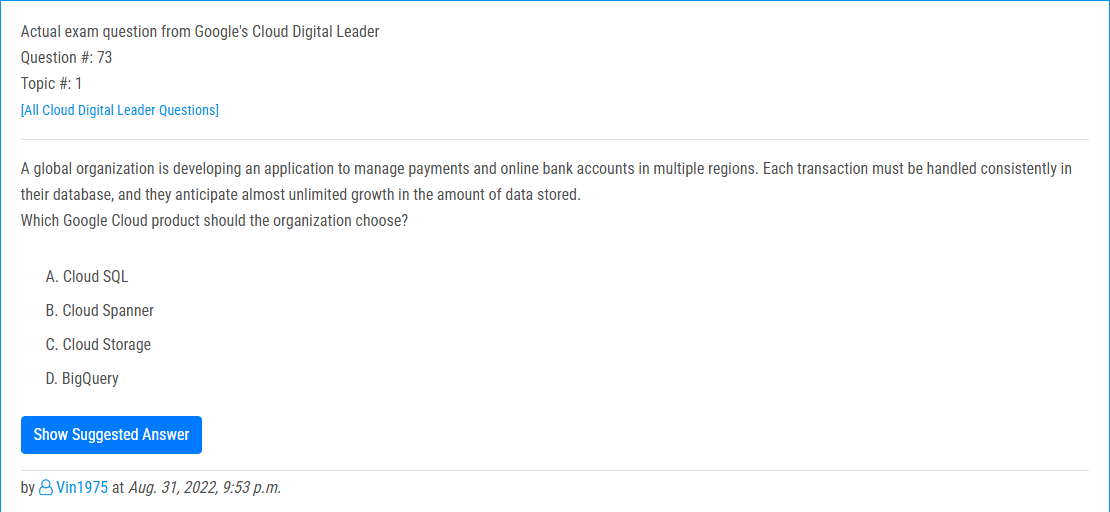 Actual exam question from Google's Cloud Digital Leader
Question #: 73
Topic #: 1
[All Cloud Digital Leader Questions]
A global organization is developing an application to manage payments and online bank accounts in multiple regions. Each transaction must be handled consistently in
their database, and they anticipate almost unlimited growth in the amount of data stored.
Which Google Cloud product should the organization choose?
A. Cloud SQL
B. Cloud Spanner
C. Cloud Storage
D. BigQuery
Show Suggested Answer
by Vin1975 at Aug. 31, 2022, 9:53 p.m.